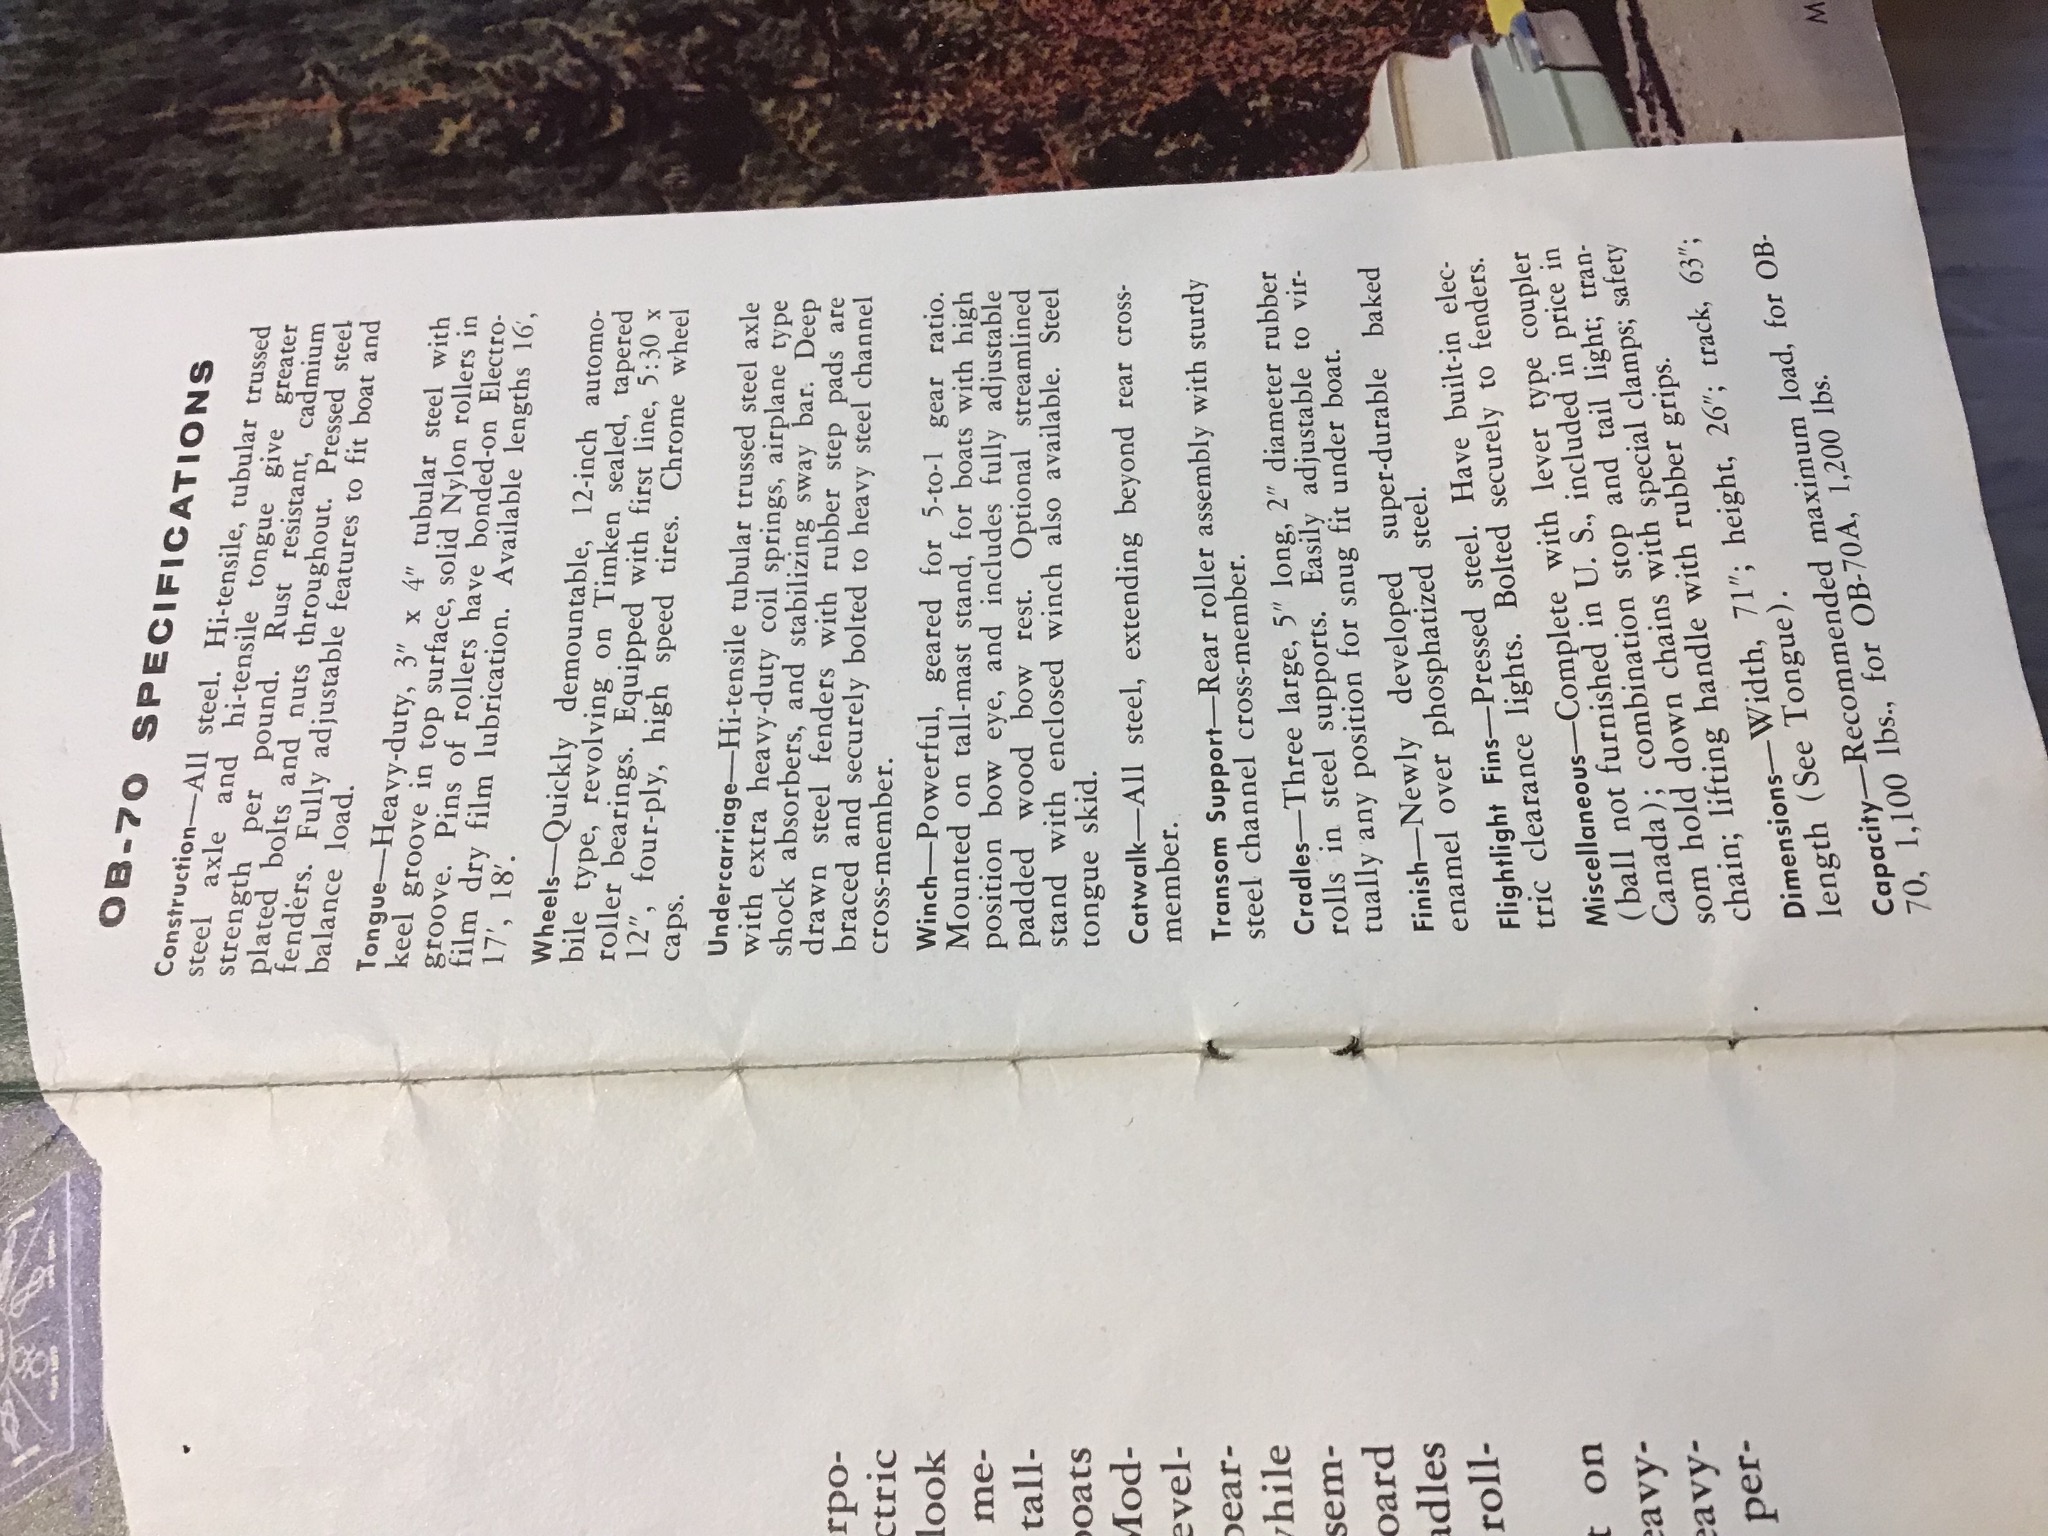 OB-70 SPECIFICATIONS
Construction—All steel. Hi-tensile, tubular trussed
steel axle and hi-tensile tongue give greater
strength per pound. Rust resistant, cadmium
plated bolts and nuts throughout. Pressed steel
fenders. Fully adjustable features to fit boat and
balance load.
Tongue—Heavy-duty, 3" x 4" tubular steel with
keel groove in top surface, solid Nylon rollers in
groove. Pins of rollers have bonded-on Electro-
film dry film lubrication. Available lengths 16',
17', 18'.
Wheels—Quickly demountable, 12-inch automo-
bile type, revolving on Timken sealed, tapered
roller bearings. Equipped with first line, 5:30 x
12", four-ply, high speed tires. Chrome wheel
caps.
Undercarriage—Hi-tensile tubular trussed steel axle
with extra heavy-duty coil springs, airplane type
shock absorbers, and stabilizing sway bar. Deep
drawn steel fenders with rubber step pads are
braced and securely bolted to heavy steel channel
cross-member.
Winch—Powerful, geared for 5-to-1 gear ratio.
Mounted on tall-mast stand, for boats with high
position bow eye, and includes fully adjustable
padded wood bow rest. Optional streamlined
stand with enclosed winch also available. Steel
tongue skid.
Catwalk—All steel, extending beyond rear cross-
member.
Transom Support—Rear roller assembly with sturdy
steel channel cross-member.
Cradles—Three large, 5" long, 2" diameter rubber
rolls in steel supports. Easily adjustable to vir-
tually any position for snug fit under boat.
Finish—Newly developed super-durable baked
enamel over phosphatized steel.
Flightlight Fins—Pressed steel. Have built-in elec-
tric clearance lights. Bolted securely to fenders.
Miscellaneous—Complete with lever type coupler
(ball not furnished in U. S., included in price in
Canada); combination stop and tail light; tran-
som hold down chains with special clamps; safety
chain; lifting handle with rubber grips.
Dimensions—Width, 71"; height, 26"; track, 63";
length (See Tongue).
Capacity—Recommended maximum load, for OB-
70, 1,100 lbs., for OB-70A, 1,200 lbs.
M
rpo-
ctric
look
me-
tall-
boats
Mod-
evel-
pear-
while
sem-
oard
adles
roll-
t on
eavy-
eavy-
per-